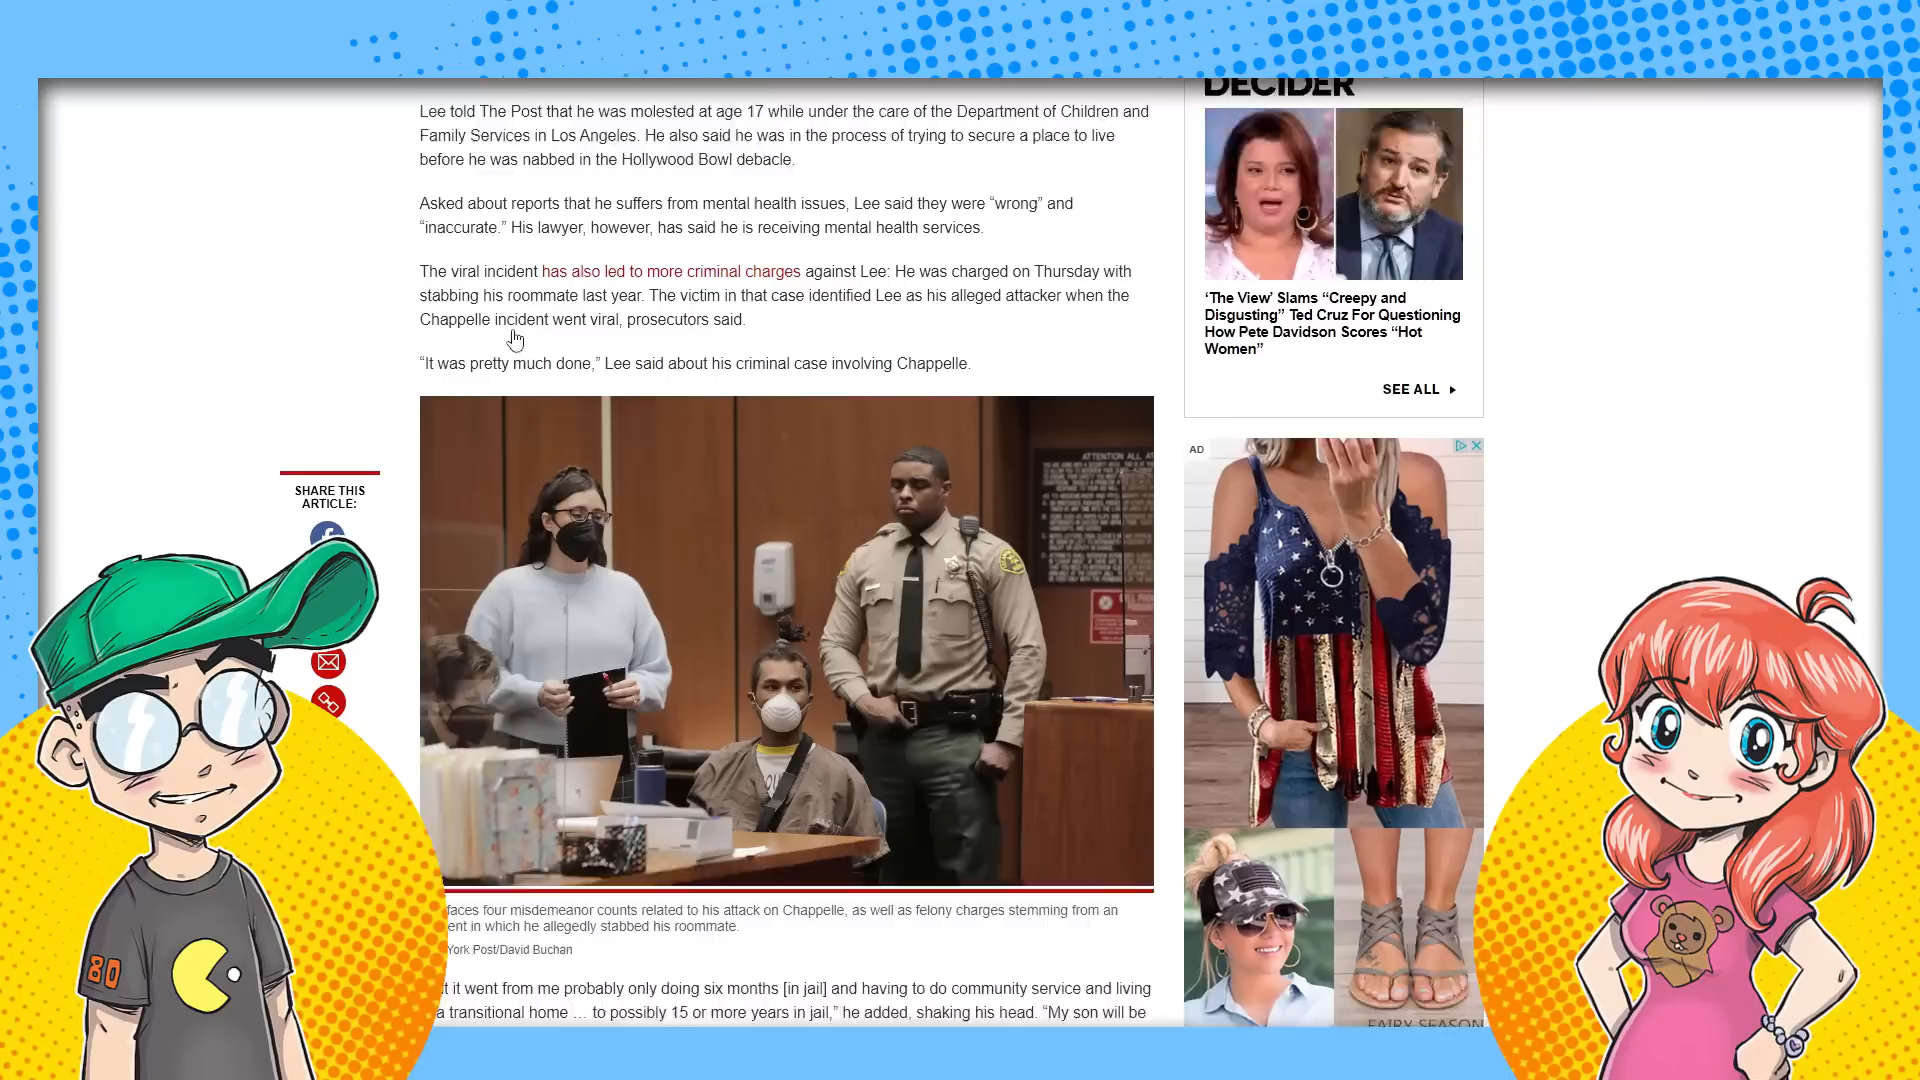 Lee told The Post that he was molested at age 17 while under the care of the Department of Children and
Family Services in Los Angeles. He also said he was in the process of trying to secure a place to live
before he was nabbed in the Hollywood Bowl debacle.
Asked about reports that he suffers from mental health issues, Lee said they were “wrong” and
“inaccurate.” His lawyer, however, has said he is receiving mental health services.
The viral incident has also led to more criminal charges against Lee: He was charged on Thursday with
stabbing his roommate last year. The victim in that case identified Lee as his alleged attacker when the
Chappelle incident went viral, prosecutors said.
“It was pretty much done,” Lee said about his criminal case involving Chappelle.
SHARE THIS
ARTICLE:
ATTENTION ALL
faces four misdemeanor counts related to his attack on Chappelle, as well as felony charges stemming from an
ent in which he allegedly stabbed his roommate.
York Post/David Buchan
t it went from me probably only doing six months [in jail] and having to do community service and living
a transitional home … to possibly 15 or more years in jail,” he added, shaking his head. “My son will be
DECIDER
‘The View’ Slams “Creepy and
Disgusting” Ted Cruz For Questioning
How Pete Davidson Scores “Hot
Women”
SEE ALL
AD
FAIRY SEASON
80